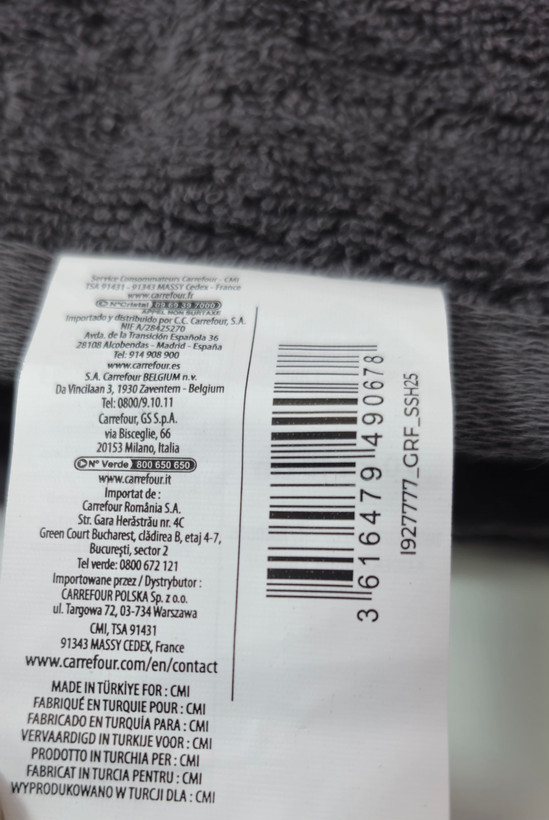 Service Consommateurs Carrefour - CMI
TSA 91431 - 91343 MASSY Cedex - France
www.carrefour.fr
N°Cristal 09 69 39 7000
APPEL NON SURTAXE
Importado y distribuido por C.C. Carrefour, S.A.
NIF A/28425270
Avda. de la Transición Española 36
28108 Alcobendas - Madrid - España
Tel: 914 908 900
www.carrefour.es
S.A. Carrefour BELGIUM n.v.
Da Vincilaan 3, 1930 Zaventem - Belgium
Tel: 0800/9.10.11
Carrefour, GS S.p.A.
via Bisceglie, 66
20153 Milano, Italia
N° Verde 800 650 650
www.carrefour.it
Importat de :
Carrefour România S.A.
Str. Gara Herăstrău nr. 4C
Green Court Bucharest, clădirea B, etaj 4-7,
Bucureşti, sector 2
Tel verde: 0800 672 121
Importowane przez / Dystrybutor :
CARREFOUR POLSKA Sp. z o.o.
ul. Targowa 72, 03-734 Warszawa
CMI, TSA 91431
91343 MASSY CEDEX, France
www.carrefour.com/en/contact
MADE IN TÜRKİYE FOR : CMI
FABRIQUÉ EN TURQUIE POUR : CMI
FABRICADO EN TURQUÍA PARA : CMI
VERVAARDIGD IN TURKIJE VOOR : CMI
PRODOTTO IN TURCHIA PER : CMI
FABRICAT IN TURCIA PENTRU : CMI
WYPRODUKOWANO W TURCJI DLA : CMI
3 616479 490678
I927777_GRF_SSH25